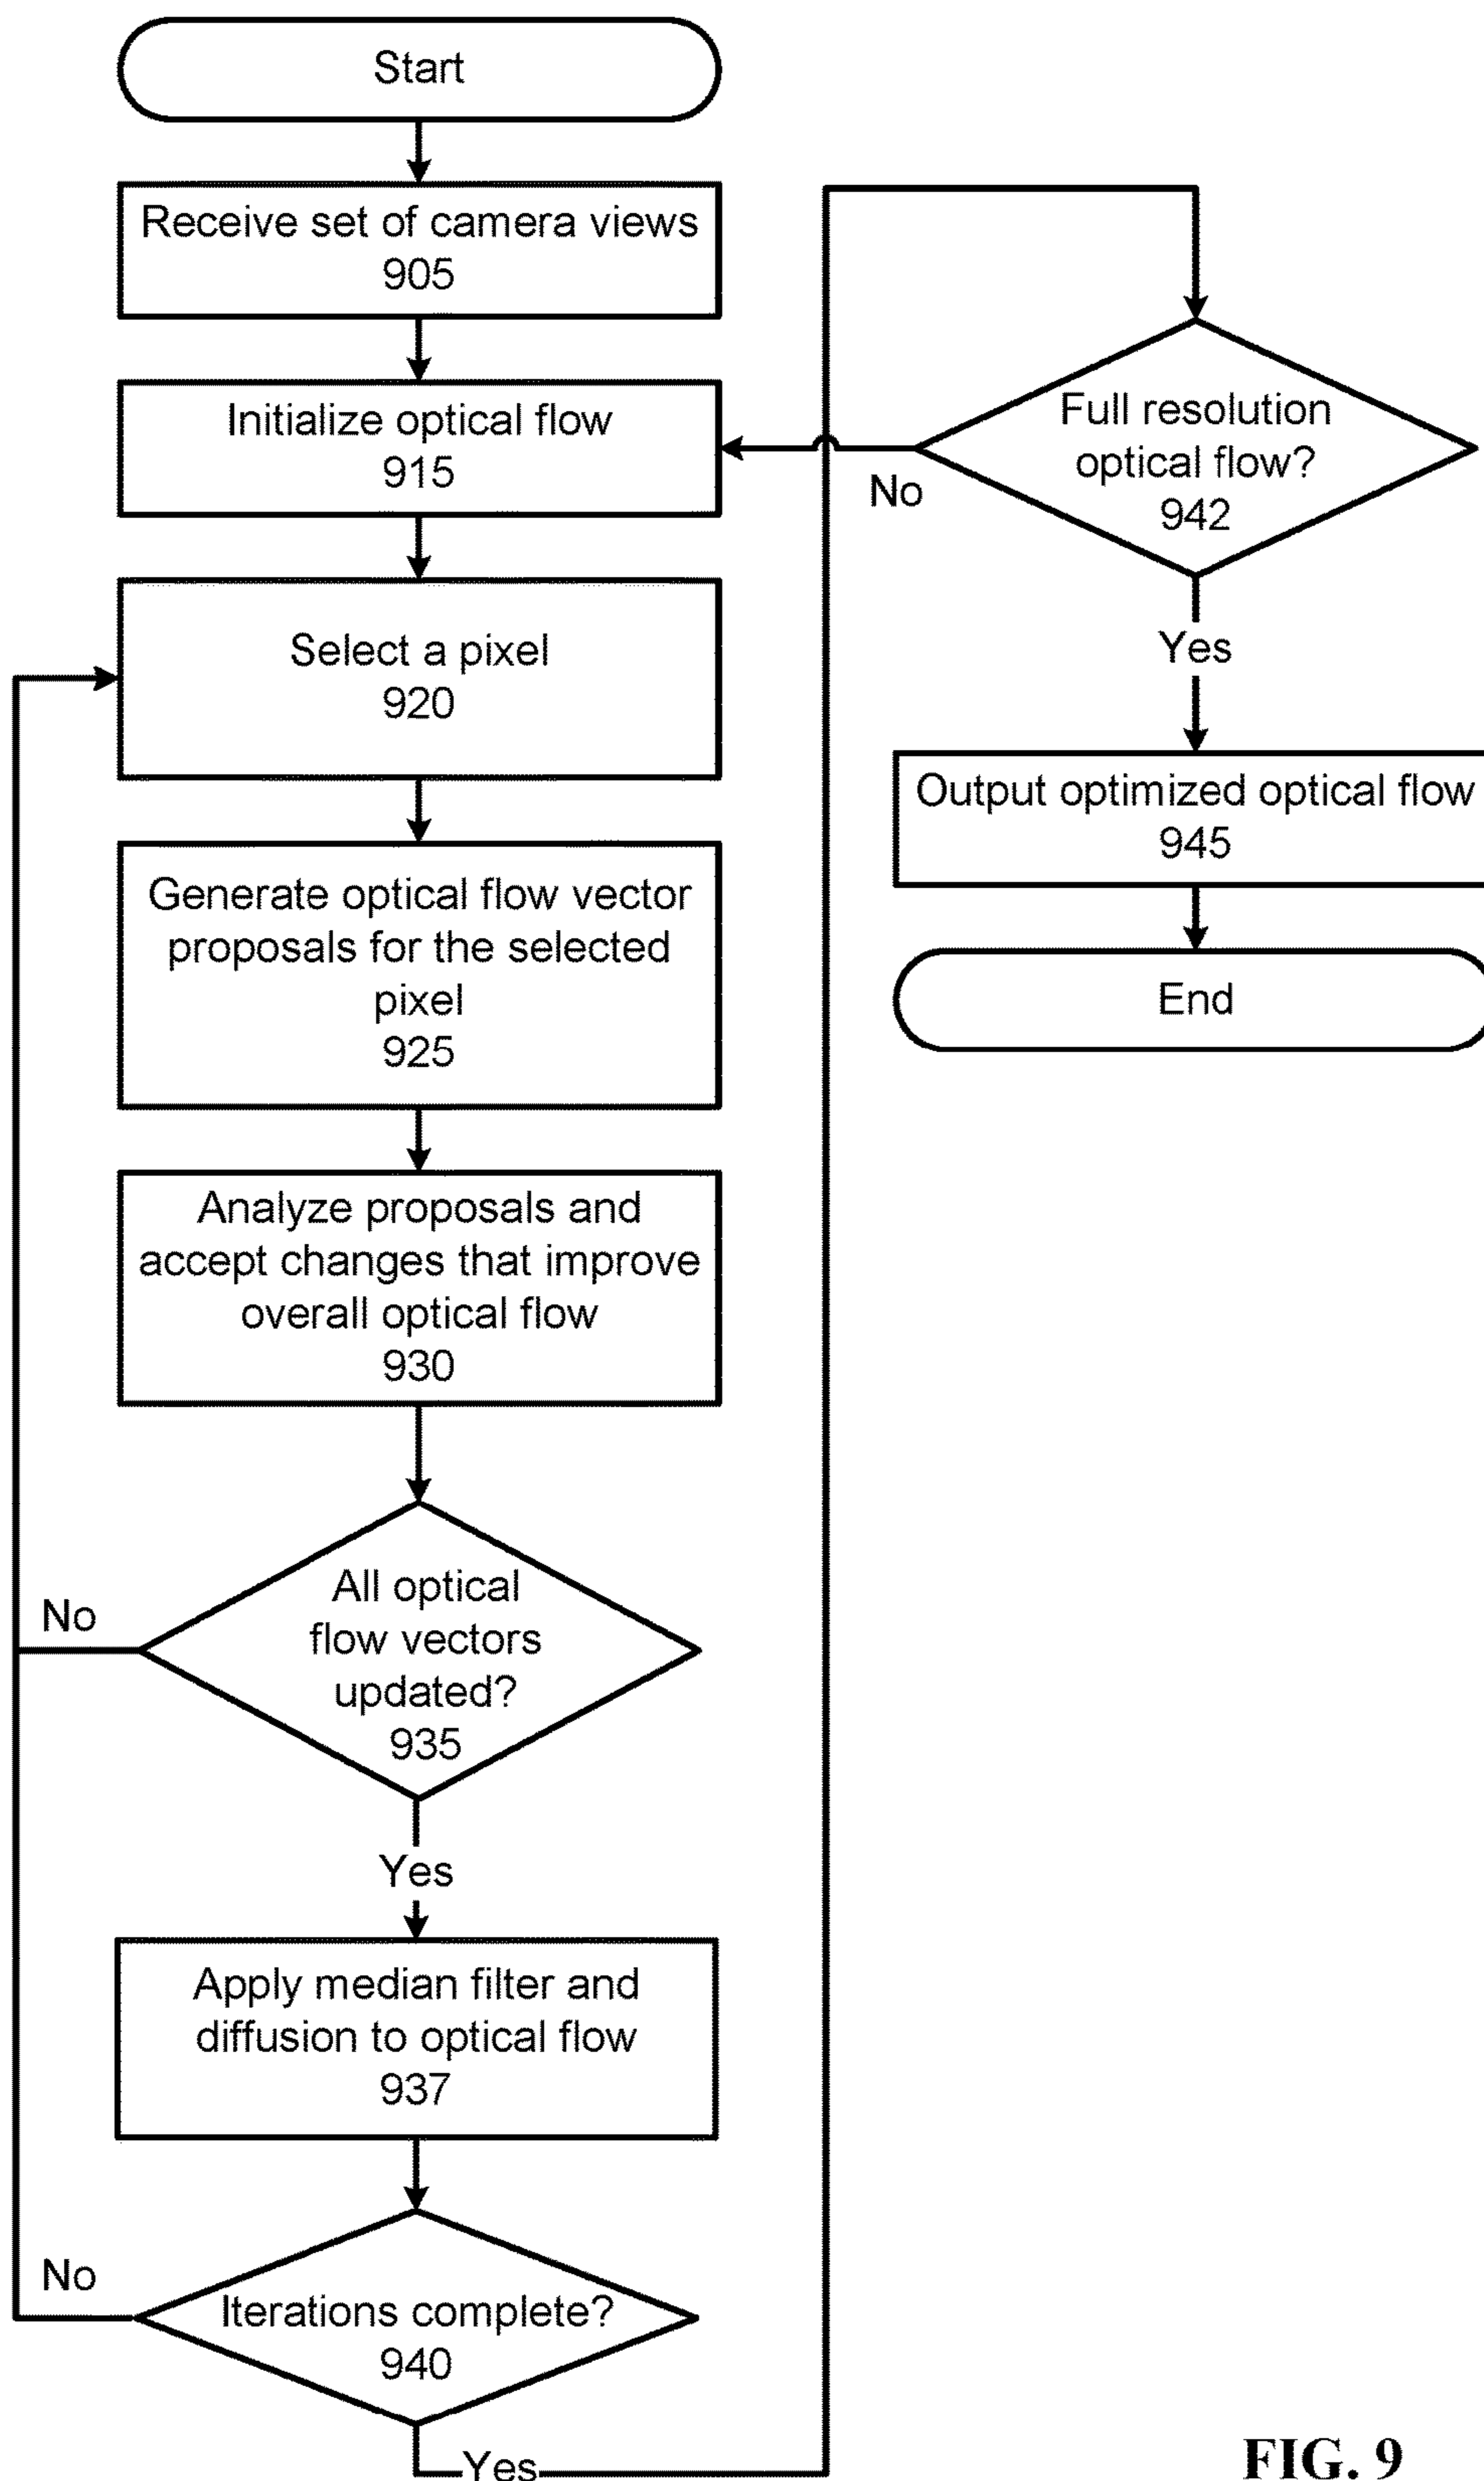 Start
Receive set of camera views
905
Initialize optical flow
915
Select a pixel
920
Generate optical flow vector
proposals for the selected
pixel
925
Analyze proposals and
accept changes that improve
overall optical flow
930
All optical
flow vectors
updated?
935
No
Yes
Apply median filter and
diffusion to optical flow
937
Iterations complete?
940
No
Yes
Full resolution
optical flow?
942
No
Yes
Output optimized optical flow
945
End
FIG. 9